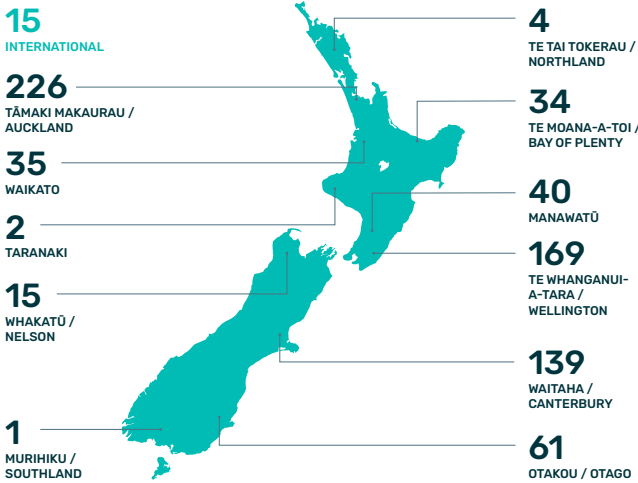 15
INTERNATIONAL
226
TĀMAKI MAKAURAU /
AUCKLAND
35
WAIKATO
2
TARANAKI
15
WHAKATŪ /
NELSON
1
MURIHIKU /
SOUTHLAND
4
TE TAI TOKERAU /
NORTHLAND
34
TE MOANA-A-TOI /
BAY OF PLENTY
40
MANAWATŪ
169
TE WHANGANUI-
A-TARA /
WELLINGTON
139
WAITAHA /
CANTERBURY
61
OTAKOU / OTAGO